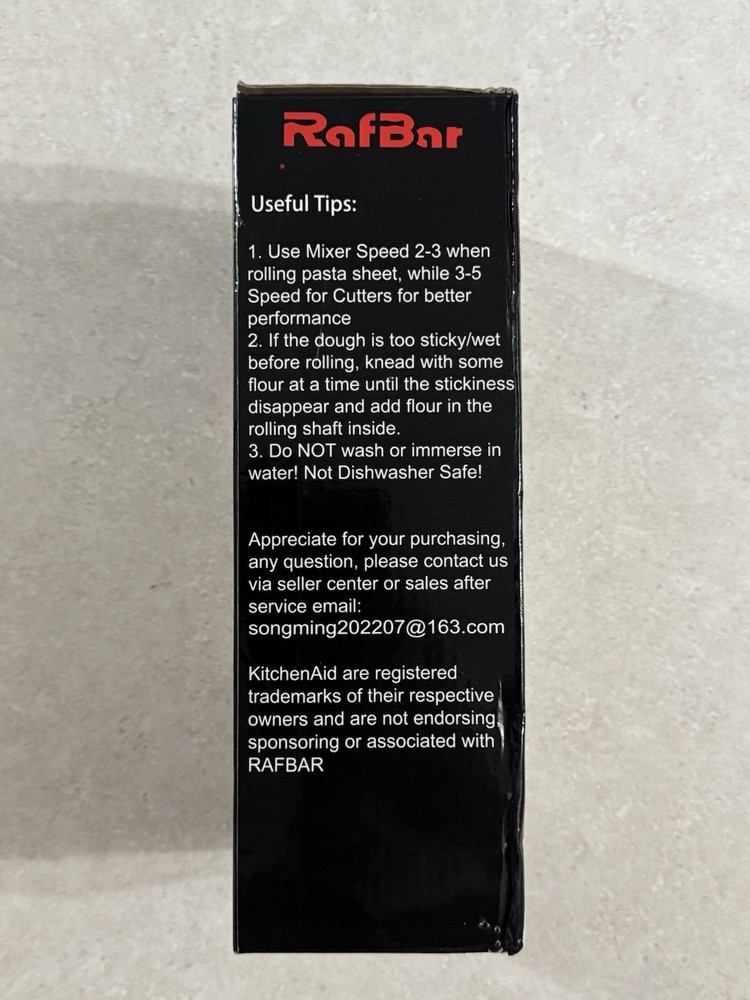 RafBar
Useful Tips:
1. Use Mixer Speed 2-3 when
rolling pasta sheet, while 3-5
Speed for Cutters for better
performance
2. If the dough is too sticky/wet
before rolling, knead with some
flour at a time until the stickiness
disappear and add flour in the
rolling shaft inside.
3. Do NOT wash or immerse in
water! Not Dishwasher Safe!
Appreciate for your purchasing,
any question, please contact us
via seller center or sales after
service email:
songming202207@163.com
KitchenAid are registered
trademarks of their respective
owners and are not endorsing,
sponsoring or associated with
RAFBAR